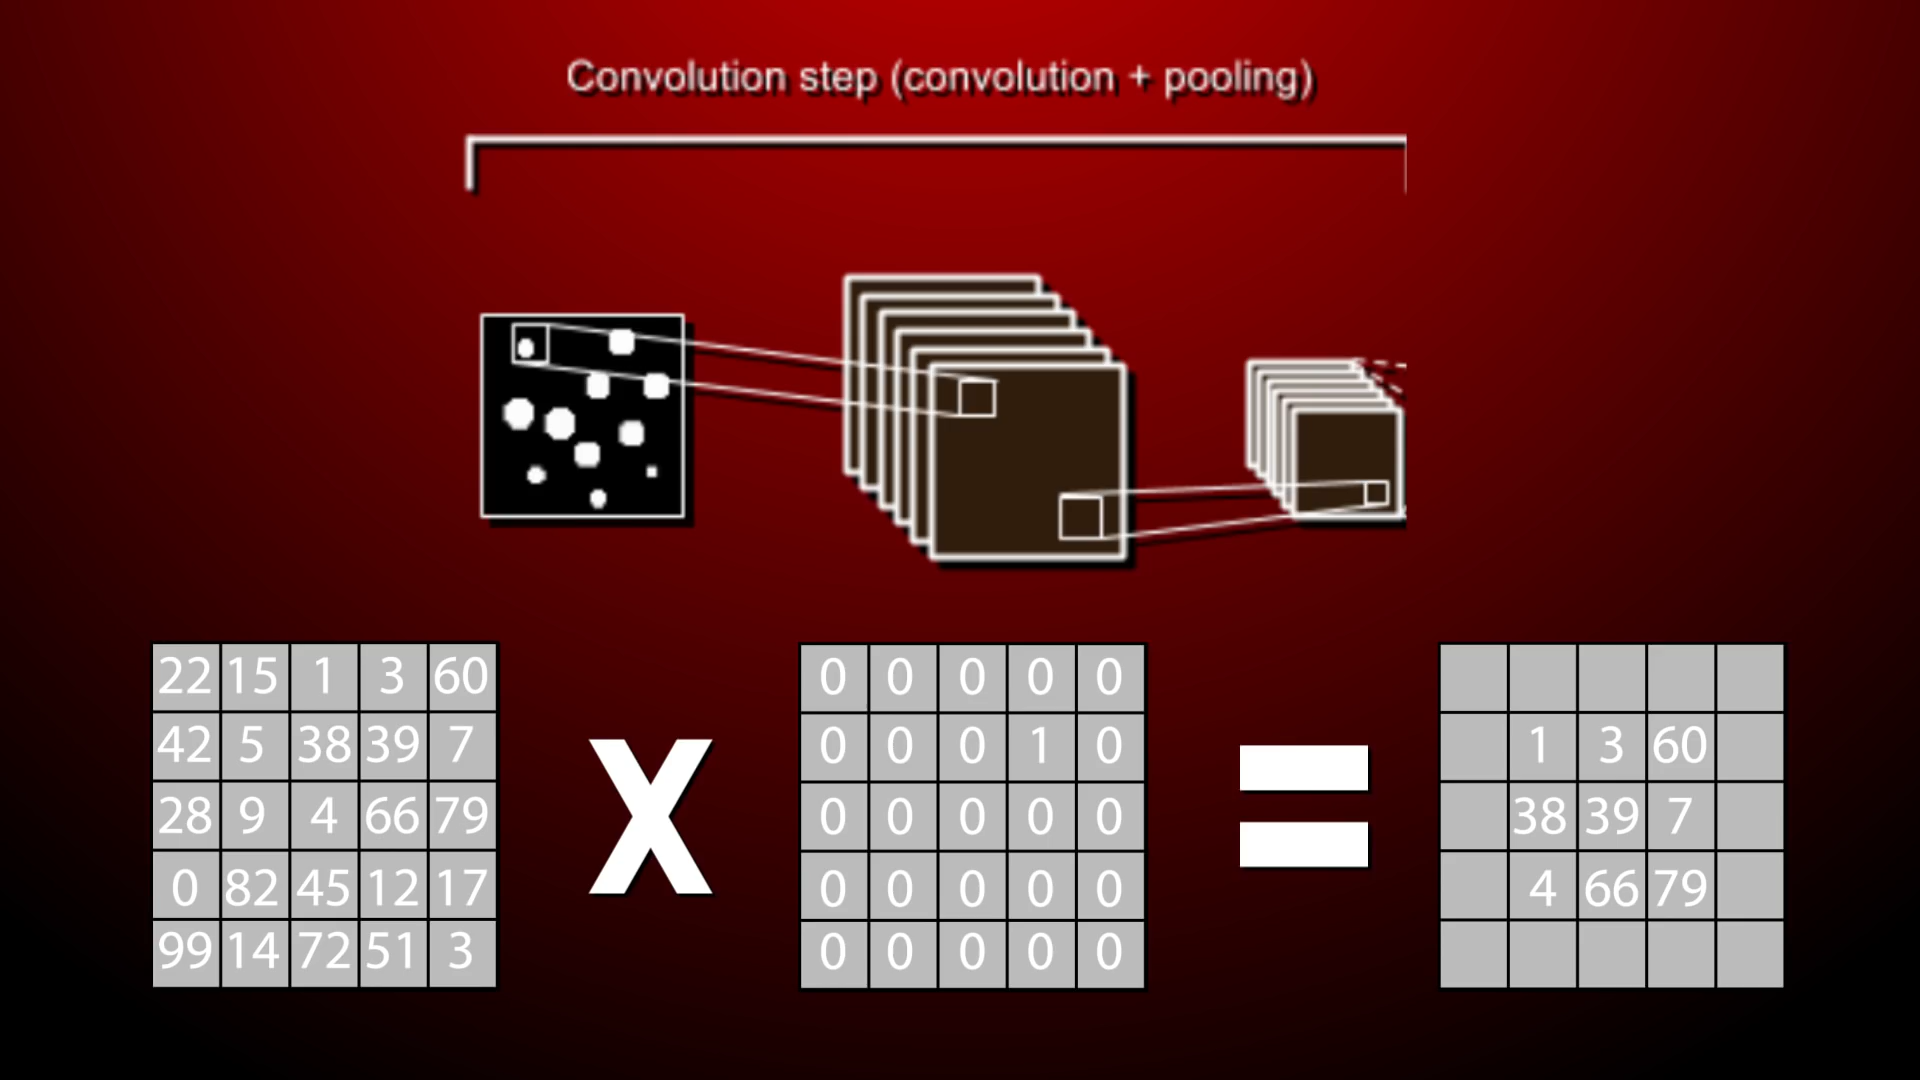 Convolution step (convolution + pooling)
22 15 1 3 60
42 5 38 39 7
28 9 4 66 79
0 82 45 12 17
99 14 72 51 3
X
0 0 0 0 0
0 0 0 1 0
0 0 0 0 0
0 0 0 0 0
0 0 0 0 0
=
1 3 60
38 39 7
4 66 79